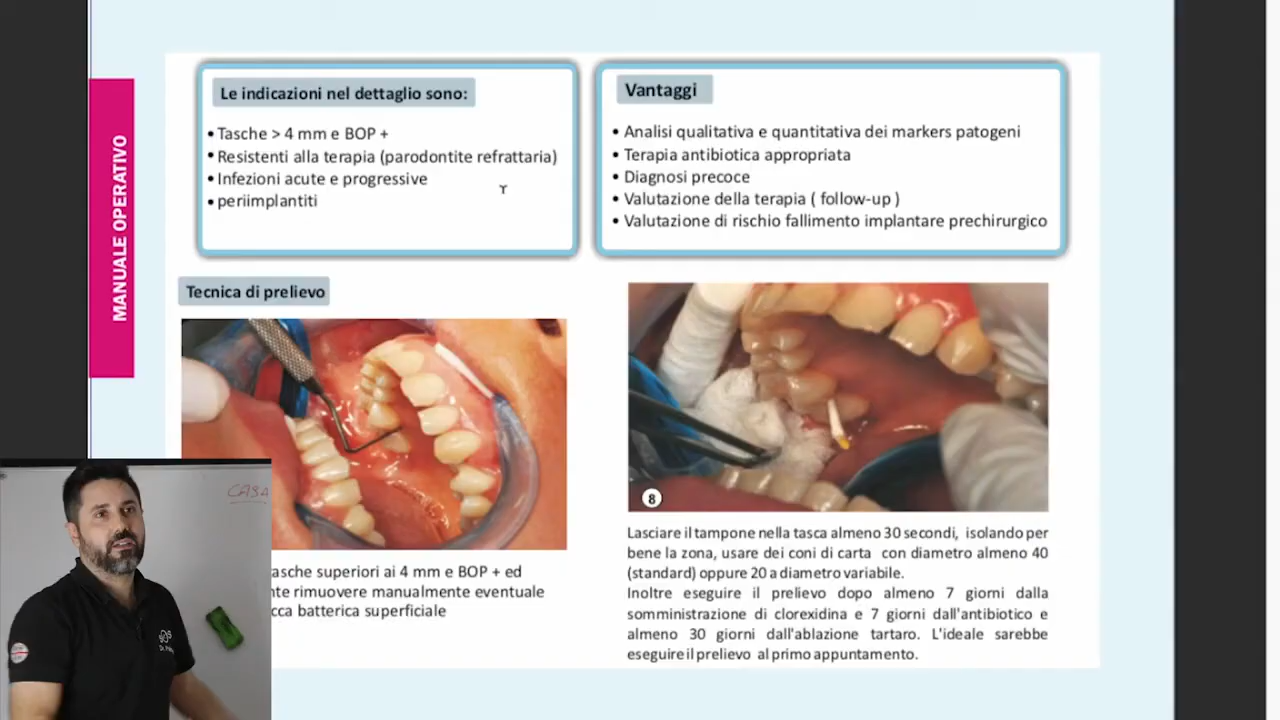 MANUALE OPERATIVO
Le indicazioni nel dettaglio sono:
• Tasche > 4 mm e BOP +
• Resistenti alla terapia (parodontite refrattaria)
• Infezioni acute e progressive
• periimplantiti
Vantaggi
• Analisi qualitativa e quantitativa dei markers patogeni
• Terapia antibiotica appropriata
• Diagnosi precoce
• Valutazione della terapia ( follow-up )
• Valutazione di rischio fallimento implantare prechirurgico
Tecnica di prelievo
asche superiori ai 4 mm e BOP + ed
nte rimuovere manualmente eventuale
cca batterica superficiale
8
Lasciare il tampone nella tasca almeno 30 secondi, isolando per
bene la zona, usare dei coni di carta con diametro almeno 40
(standard) oppure 20 a diametro variabile.
Inoltre eseguire il prelievo dopo almeno 7 giorni dalla
somministrazione di clorexidina e 7 giorni dall'antibiotico e
almeno 30 giorni dall'ablazione tartaro. L'ideale sarebbe
eseguire il prelievo al primo appuntamento.
CASA